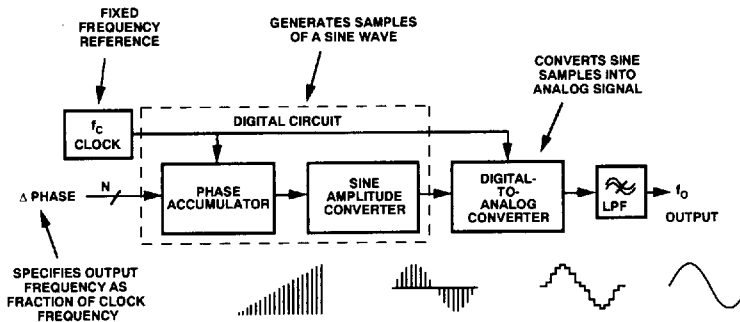 FIXED
FREQUENCY
REFERENCE
GENERATES SAMPLES
OF A SINE WAVE
CONVERTS SINE
SAMPLES INTO
ANALOG SIGNAL
fC
CLOCK
DIGITAL CIRCUIT
Δ PHASE
N
PHASE
ACCUMULATOR
SINE
AMPLITUDE
CONVERTER
DIGITAL-
TO-
ANALOG
CONVERTER
LPF
fO
OUTPUT
SPECIFIES OUTPUT
FREQUENCY AS
FRACTION OF CLOCK
FREQUENCY